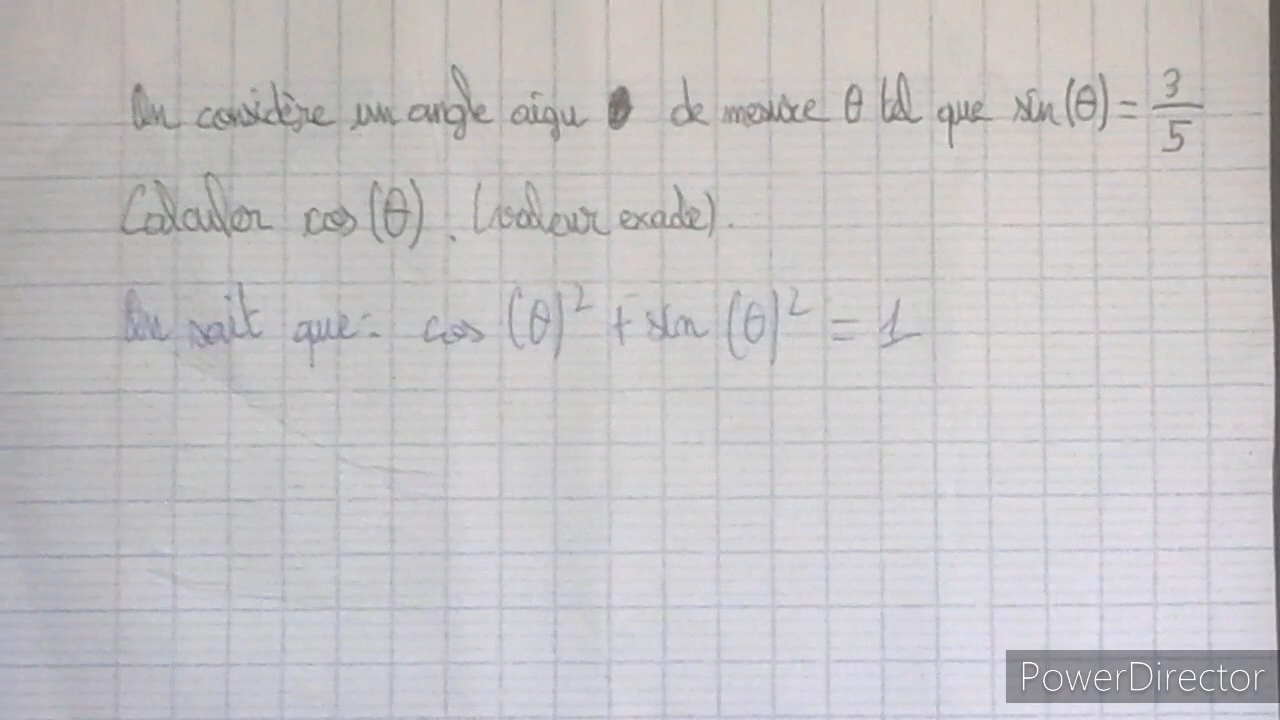 On considère un angle aigu de mesure θ tel que sin(θ) = 3/5
Calculer cos(θ). (valeur exacte).
On sait que: cos (θ)² + sin (θ)² = 1
PowerDirector